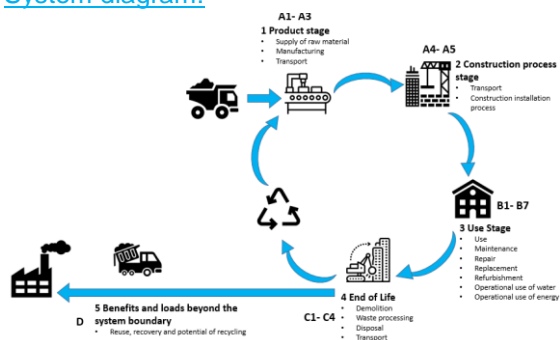 System diagram:
A1- A3
1 Product stage
• Supply of raw material
• Manufacturing
• Transport
A4- A5
2 Construction process
stage
• Transport
• Construction installation
process
B1- B7
3 Use Stage
• Use
• Maintenance
• Repair
• Replacement
• Refurbishment
• Operational use of water
• Operational use of energy
C1- C4
4 End of Life
• Demolition
• Waste processing
• Disposal
• Transport
D
5 Benefits and loads beyond the
system boundary
• Reuse, recovery and potential of recycling